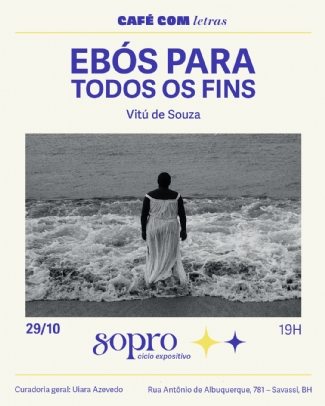 CAFÉ COM letras
EBÓS PARA
TODOS OS FINS
Vitú de Souza
29/10
19H
sopro
ciclo expositivo
Curadoria geral: Uiara Azevedo
Rua Antônio de Albuquerque, 781 – Savassi, BH